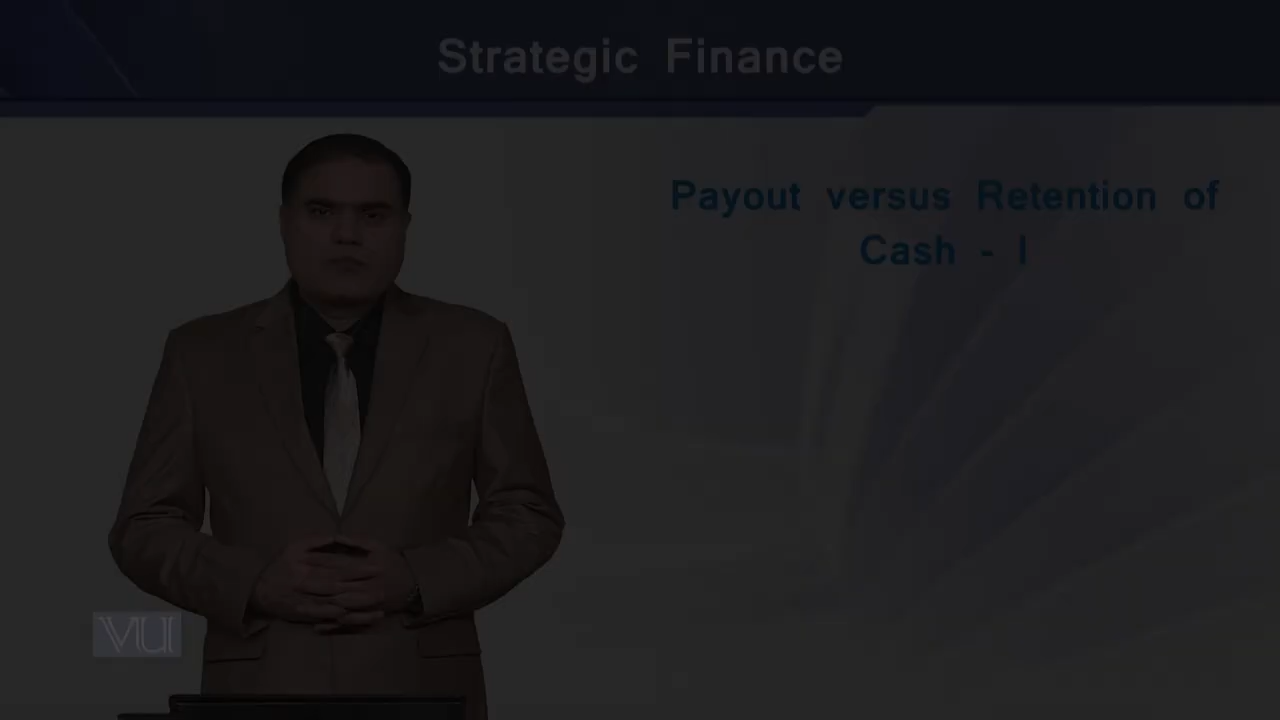 Strategic Finance
Payout versus Retention of
Cash - I
VU